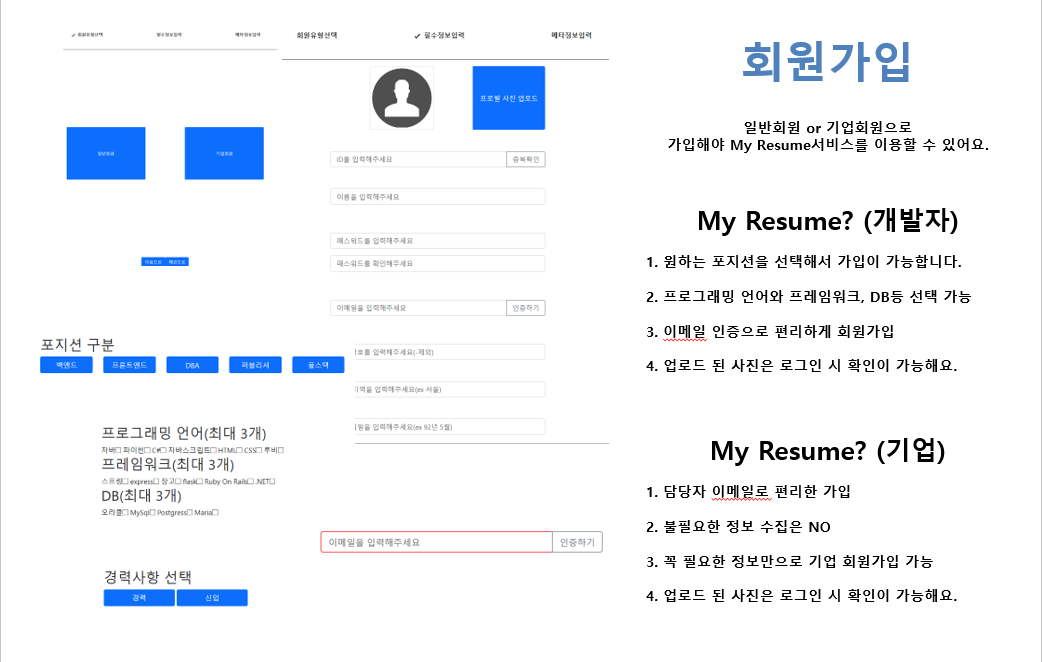 ✔ 회원유형선택
필수정보입력
메타정보입력
일반회원
기업회원
다음으로
메인으로
회원유형선택
✔ 필수정보입력
메타정보입력
프로필 사진 업로드
ID를 입력해주세요
중복확인
이름을 입력해주세요
패스워드를 입력해주세요
패스워드를 확인해주세요
이메일을 입력해주세요
인증하기
호를 입력해주세요(-제외)
지역을 입력해주세요(ex 서울)
일을 입력해주세요(ex 92년 5월)
포지션 구분
백엔드
프론트엔드
DBA
퍼블리셔
풀스택
프로그래밍 언어(최대 3개)
자바□ 파이썬□ C#□ 자바스크립트□ HTML□ CSS□ 루비□
프레임워크(최대 3개)
스프링□ express□ 장고□ flask□ Ruby On Rails□ .NET□
DB(최대 3개)
오라클□ MySql□ Postgress□ Maria□
경력사항 선택
경력
신입
이메일을 입력해주세요
인증하기
회원가입
일반회원 or 기업회원으로
가입해야 My Resume서비스를 이용할 수 있어요.
My Resume? (개발자)
1. 원하는 포지션을 선택해서 가입이 가능합니다.
2. 프로그래밍 언어와 프레임워크, DB등 선택 가능
3. 이메일 인증으로 편리하게 회원가입
4. 업로드 된 사진은 로그인 시 확인이 가능해요.
My Resume? (기업)
1. 담당자 이메일로 편리한 가입
2. 불필요한 정보 수집은 NO
3. 꼭 필요한 정보만으로 기업 회원가입 가능
4. 업로드 된 사진은 로그인 시 확인이 가능해요.